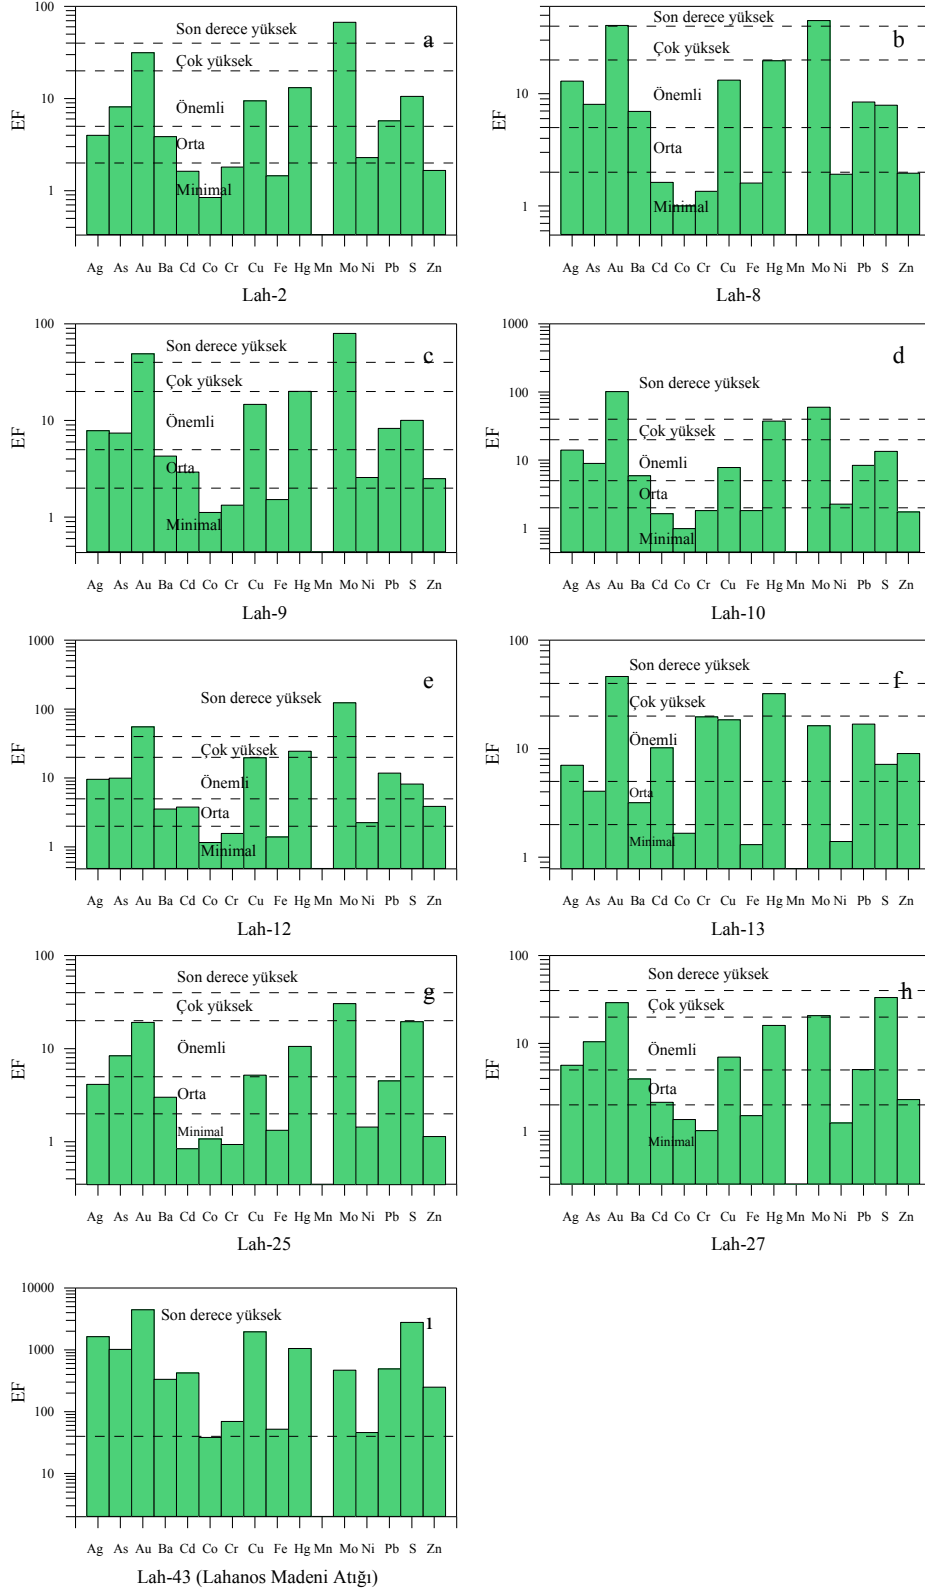 100
Son derece yüksek
a
Çok yüksek
10
Önemli
EF
Orta
1
Minimal
Ag As Au Ba Cd Co Cr Cu Fe Hg Mn Mo Ni Pb S Zn
Lah-2
Son derece yüksek
b
Çok yüksek
10
Önemli
EF
Orta
1
Minimal
Ag As Au Ba Cd Co Cr Cu Fe Hg Mn Mo Ni Pb S Zn
Lah-8
100
Son derece yüksek
c
Çok yüksek
10
Önemli
EF
Orta
1
Minimal
Ag As Au Ba Cd Co Cr Cu Fe Hg Mn Mo Ni Pb S Zn
Lah-9
1000
d
Son derece yüksek
100
Çok yüksek
EF
Önemli
10
Orta
1
Minimal
Ag As Au Ba Cd Co Cr Cu Fe Hg Mn Mo Ni Pb S Zn
Lah-10
1000
e
Son derece yüksek
100
Çok yüksek
EF
Önemli
10
Orta
1
Minimal
Ag As Au Ba Cd Co Cr Cu Fe Hg Mn Mo Ni Pb S Zn
Lah-12
100
Son derece yüksek
f
Çok yüksek
Önemli
10
EF
Orta
Minimal
1
Ag As Au Ba Cd Co Cr Cu Fe Hg Mn Mo Ni Pb S Zn
Lah-13
100
Son derece yüksek
g
Çok yüksek
Önemli
10
EF
Orta
Minimal
1
Ag As Au Ba Cd Co Cr Cu Fe Hg Mn Mo Ni Pb S Zn
Lah-25
100
Son derece yüksek
h
Çok yüksek
Önemli
10
EF
Orta
Minimal
1
Ag As Au Ba Cd Co Cr Cu Fe Hg Mn Mo Ni Pb S Zn
Lah-27
10000
Son derece yüksek
ı
1000
EF
100
10
Ag As Au Ba Cd Co Cr Cu Fe Hg Mn Mo Ni Pb S Zn
Lah-43 (Lahanos Madeni Atığı)